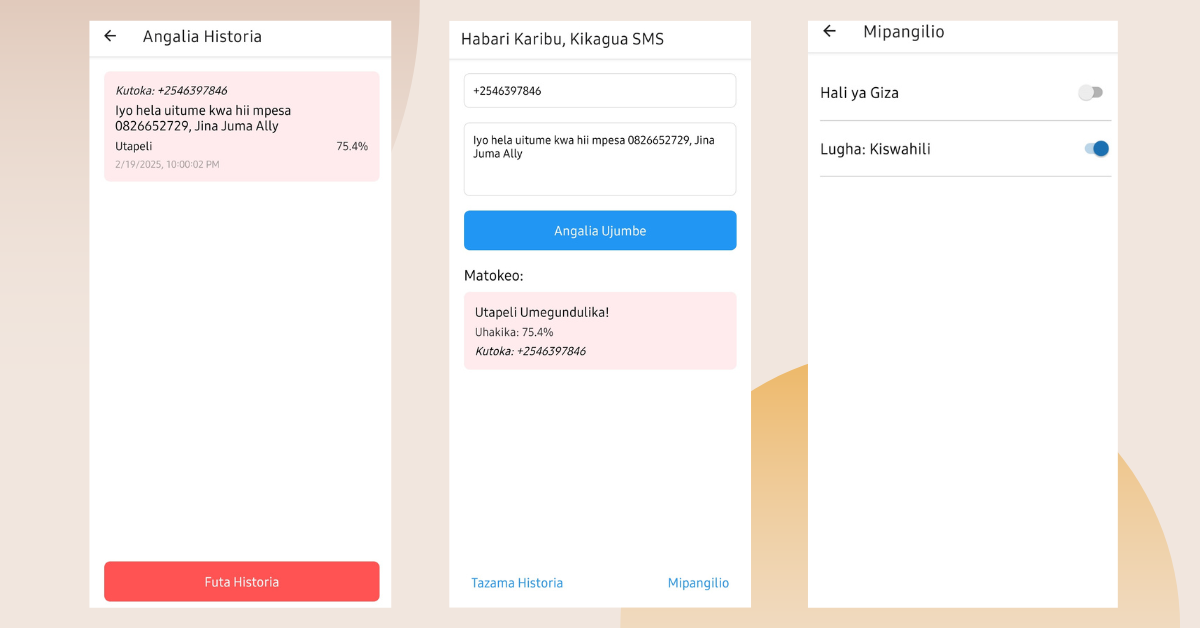 Angalia Historia
Kutoka: +2546397846
Iyo hela uitume kwa hii mpesa
0826652729, Jina Juma Ally
Utapeli 75.4%
2/19/2025, 10:00:02 PM
Futa Historia
Habari Karibu, Kikagua SMS
+2546397846
Iyo hela uitume kwa hii mpesa 0826652729, Jina
Juma Ally
Angalia Ujumbe
Matokeo:
Utapeli Umegundulika!
Uhakika: 75.4%
Kutoka: +2546397846
Tazama Historia Mipangilio
Mipangilio
Hali ya Giza
Lugha: Kiswahili